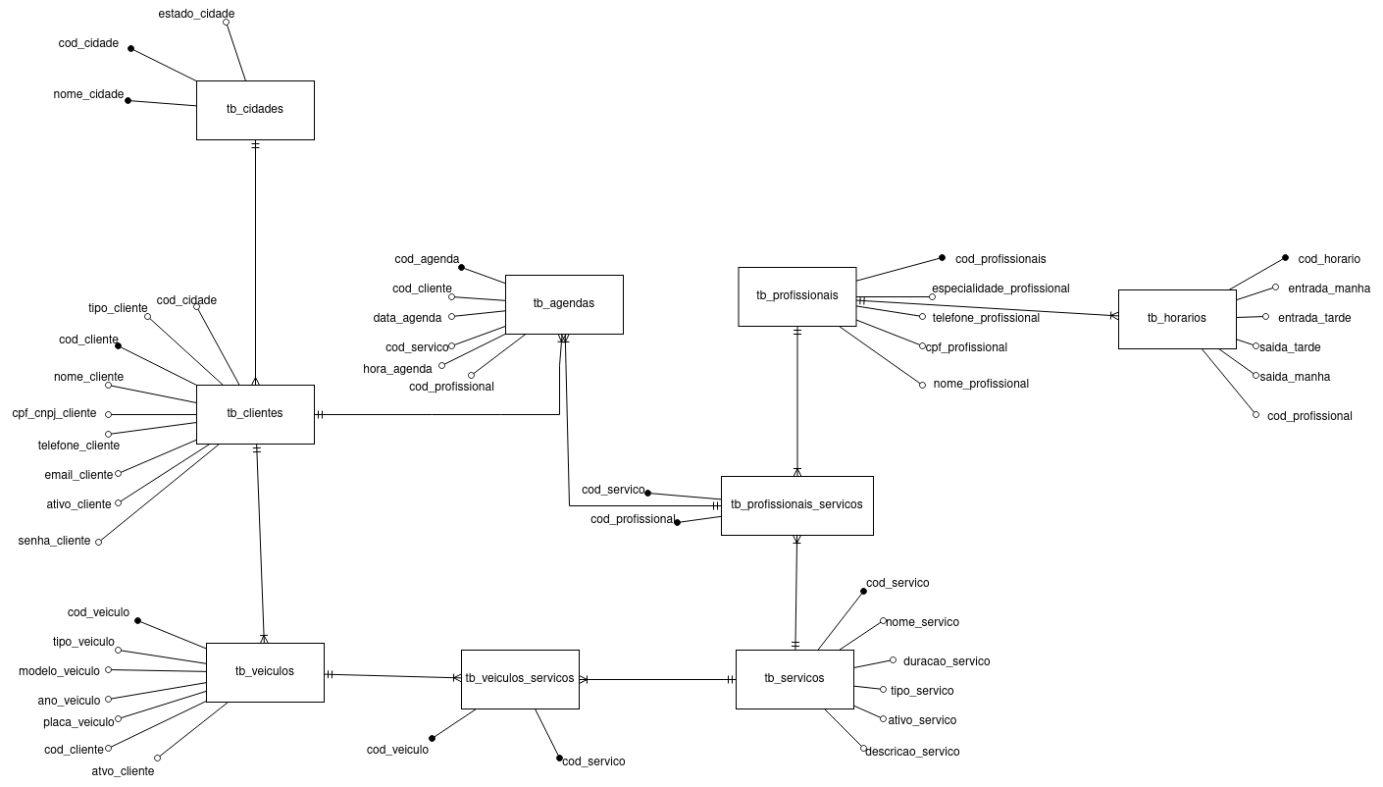 estado_cidade
cod_cidade
nome_cidade
tb_cidades
cod_agenda
cod_cliente
data_agenda
cod_servico
hora_agenda
cod_profissional
tb_agendas
tb_profissionais
cod_profissionais
especialidade_profissional
telefone_profissional
cpf_profissional
nome_profissional
tb_horarios
cod_horario
entrada_manha
entrada_tarde
saida_tarde
saida_manha
cod_profissional
tipo_cliente
cod_cidade
cod_cliente
nome_cliente
cpf_cnpj_cliente
telefone_cliente
email_cliente
ativo_cliente
senha_cliente
tb_clientes
cod_servico
cod_profissional
tb_profissionais_servicos
cod_veiculo
tipo_veiculo
modelo_veiculo
ano_veiculo
placa_veiculo
cod_cliente
atvo_cliente
tb_veiculos
tb_veiculos_servicos
cod_veiculo
cod_servico
tb_servicos
cod_servico
nome_servico
duracao_servico
tipo_servico
ativo_servico
descricao_servico